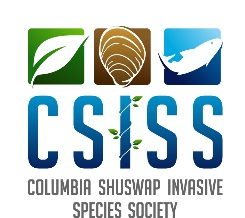 CSISS
COLUMBIA SHUSWAP INVASIVE
SPECIES SOCIETY